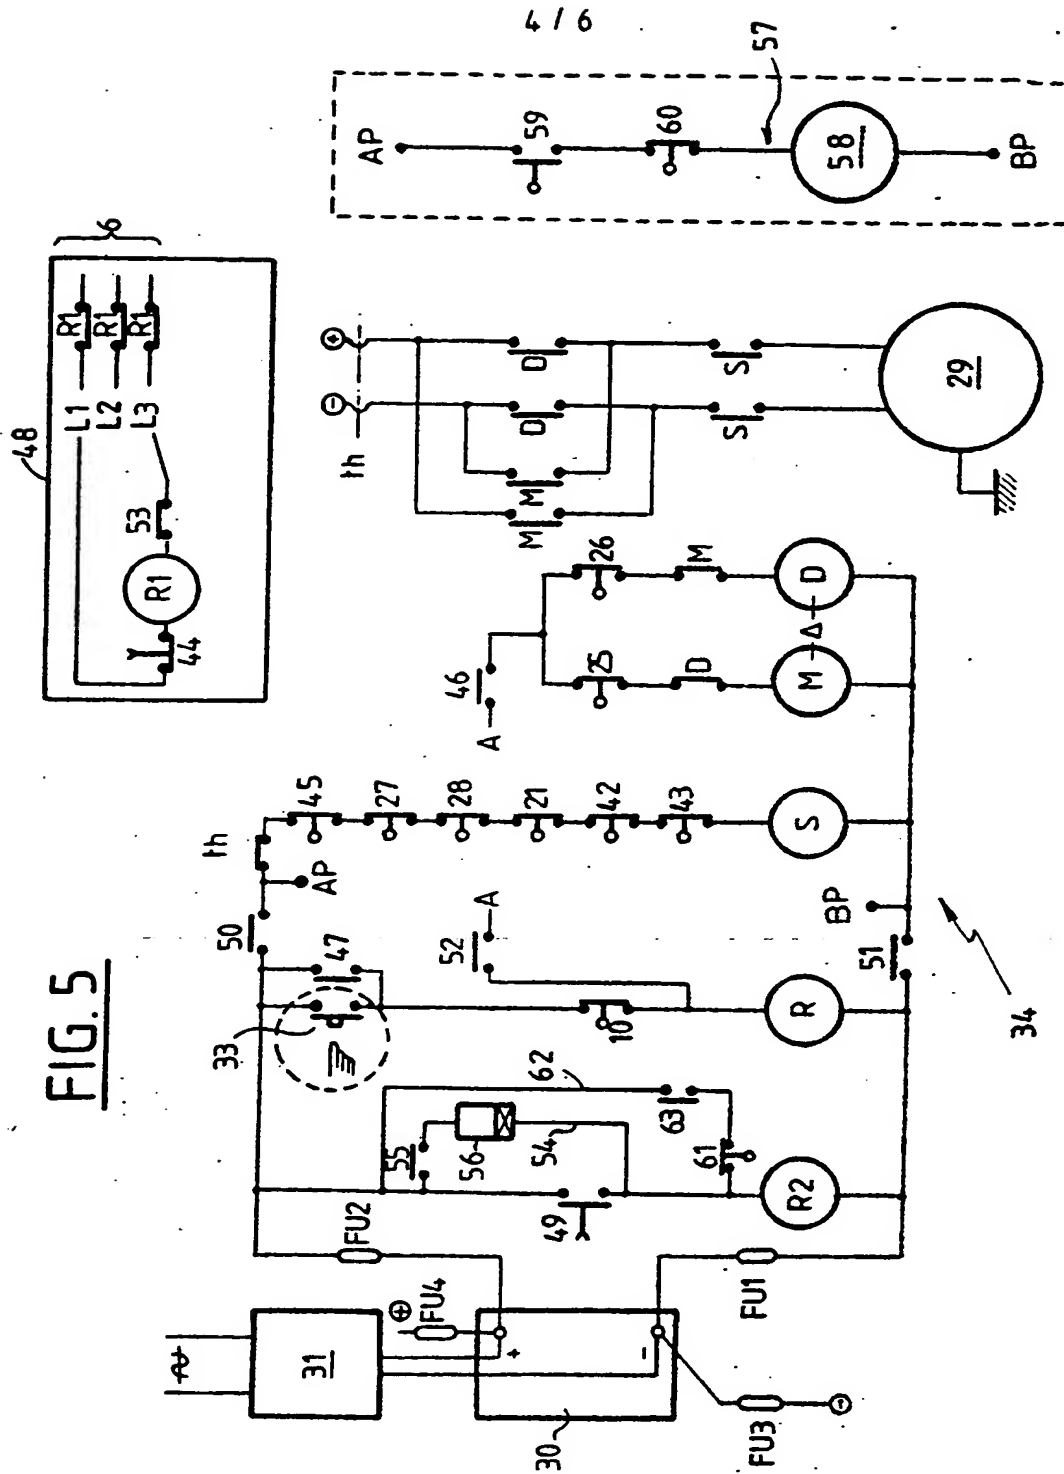 4 / 6
FIG. 5
48
L1
L2
L3
R1
R1
R1
6
53
R1
44
AP
59
60
57
58
BP
th
⊖
⊕
M
M
D
D
S
S
29
A
46
25
26
D
M
M
Δ
D
th
50
AP
45
27
28
21
42
43
S
33
47
52
A
10
R
51
BP
34
62
55
56
54
63
61
49
R2
FU2
FU4
⊕
31
30
+
−
FU1
FU3
⊖